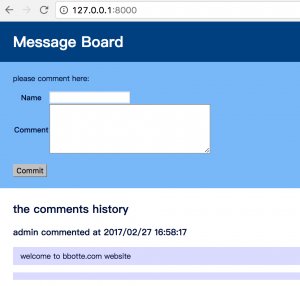 127.0.0.1:8000
Message Board
please comment here:
Name
Comment
Commit
the comments history
admin commented at 2017/02/27 16:58:17
welcome to bbotte.com website